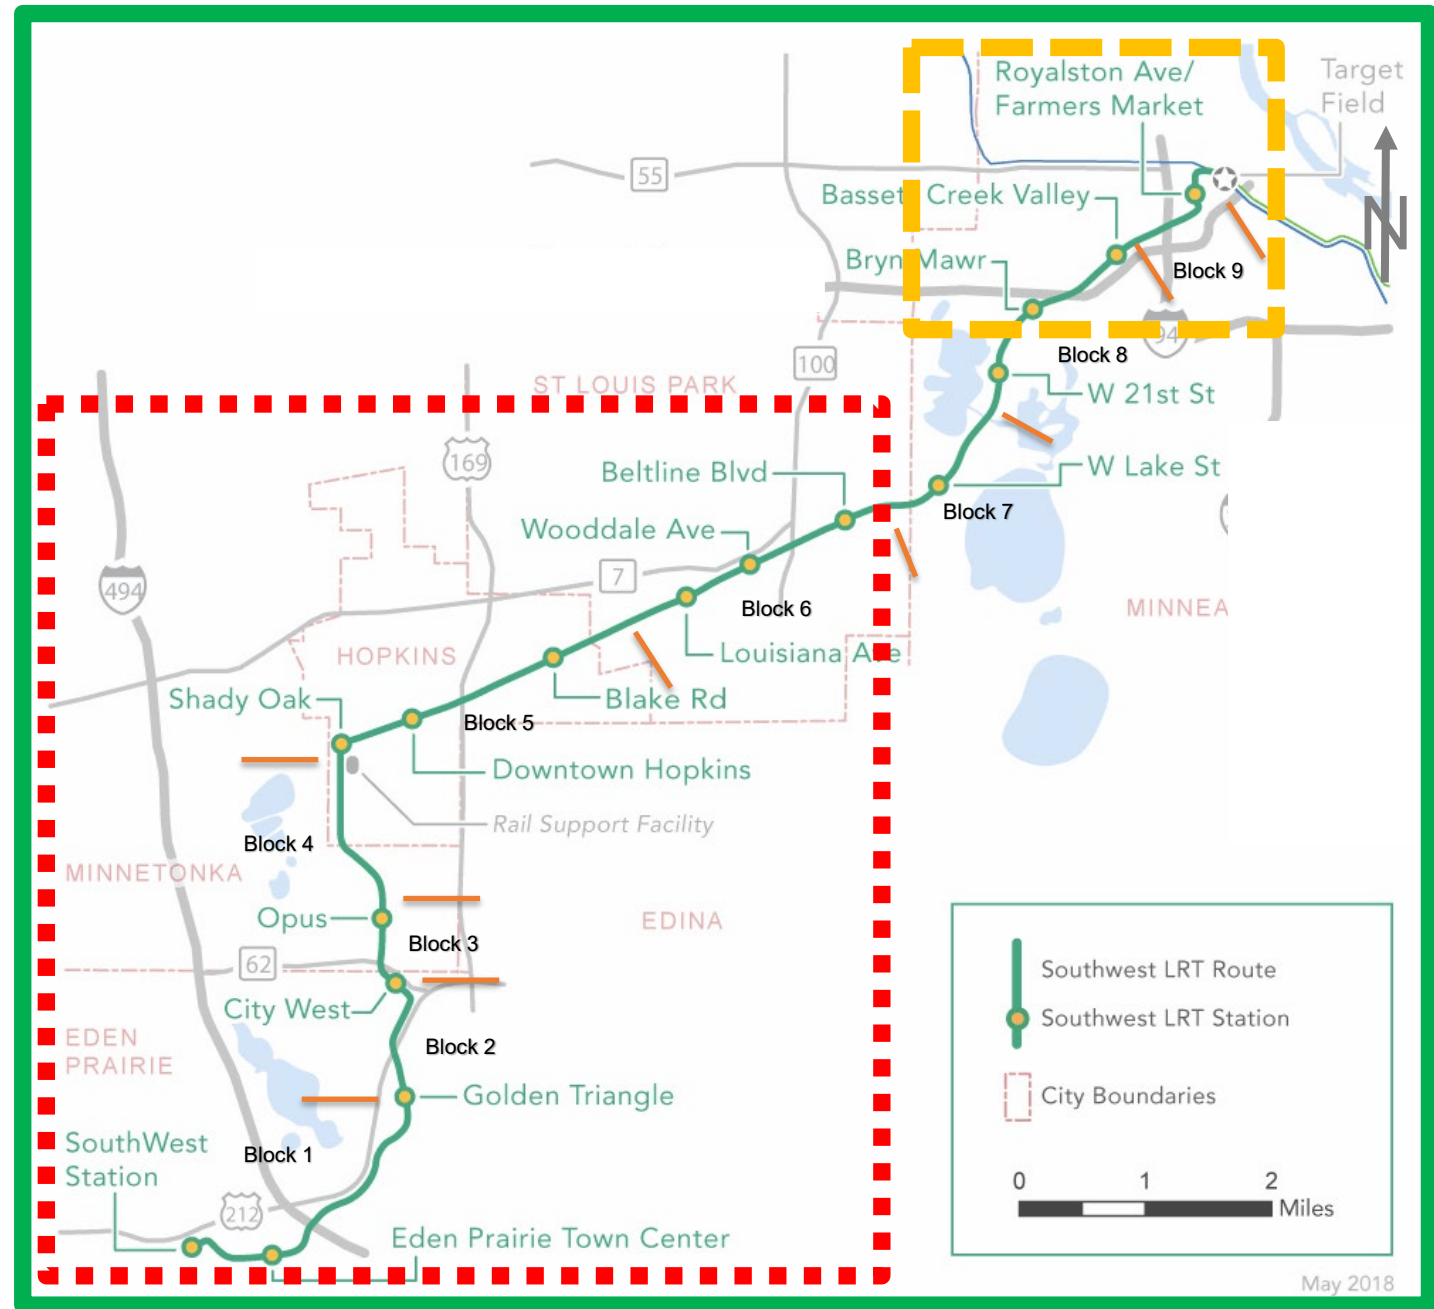 Royalston Ave/
Farmers Market
Target
Field
55
Basset Creek Valley
N
Bryn Mawr
Block 9
94
Block 8
100
ST LOUIS PARK
W 21st St
169
Beltline Blvd
W Lake St
Block 7
Wooddale Ave
7
494
Block 6
MINNEA
HOPKINS
Louisiana Ave
Shady Oak
Blake Rd
Block 5
Downtown Hopkins
Rail Support Facility
Block 4
MINNETONKA
Opus
EDINA
Block 3
62
City West
Southwest LRT Route
Southwest LRT Station
EDEN
PRAIRIE
Block 2
Golden Triangle
City Boundaries
SouthWest
Station
Block 1
0 1 2
Miles
212
Eden Prairie Town Center
May 2018